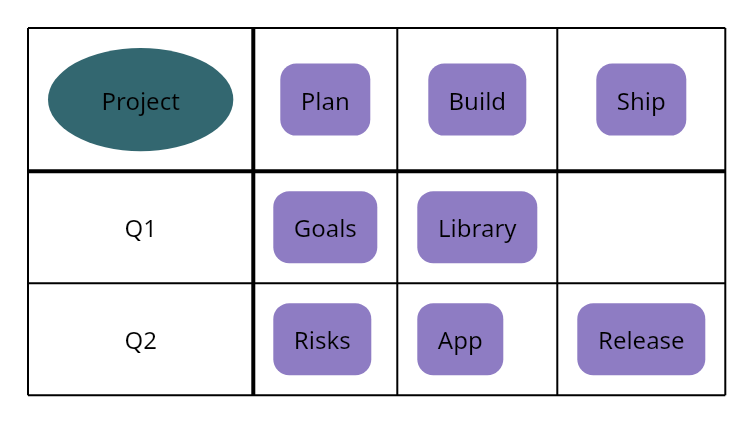 Project
Plan
Build
Ship
Q1
Goals
Library
Q2
Risks
App
Release